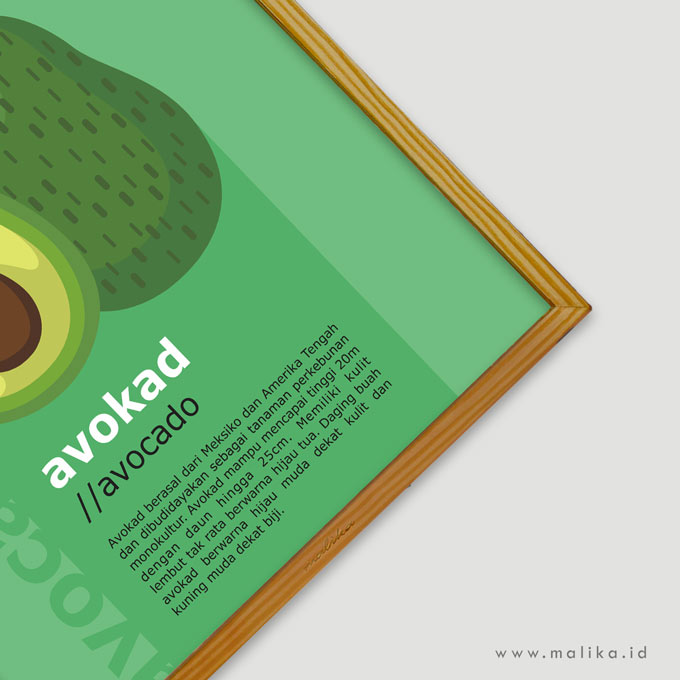 avokad
//avocado
Avokad berasal dari Meksiko dan Amerika Tengah
dan dibudidayakan sebagai tanaman perkebunan
monokultur. Avokad mampu mencapai tinggi 20m
dengan daun hingga 25cm. Memiliki kulit
lembut tak rata berwarna hijau tua. Daging buah
avokad berwarna hijau muda dekat kulit dan
kuning muda dekat biji.
www.malika.id